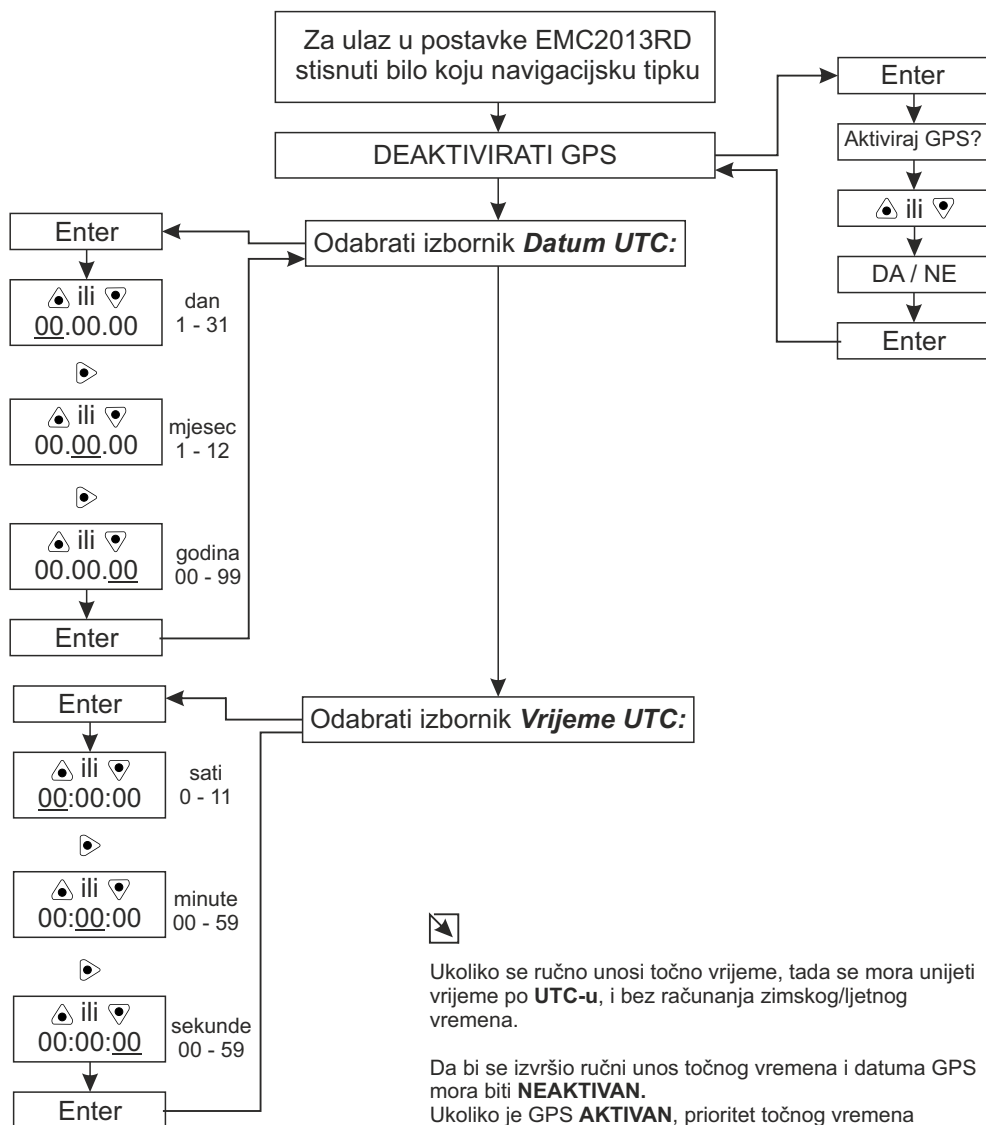 Za ulaz u postavke EMC2013RD
stisnuti bilo koju navigacijsku tipku
DEAKTIVIRATI GPS
Enter
Aktiviraj GPS?
ili
DA / NE
Enter
Odabrati izbornik Datum UTC:
Enter
ili
00.00.00
dan
1 - 31
ili
00.00.00
mjesec
1 - 12
ili
00.00.00
godina
00 - 99
Enter
Odabrati izbornik Vrijeme UTC:
Enter
ili
00:00:00
sati
0 - 11
ili
00:00:00
minute
00 - 59
ili
00:00:00
sekunde
00 - 59
Enter
Ukoliko se ručno unosi točno vrijeme, tada se mora unijeti
vrijeme po UTC-u, i bez računanja zimskog/ljetnog
vremena.
Da bi se izvršio ručni unos točnog vremena i datuma GPS
mora biti NEAKTIVAN.
Ukoliko je GPS AKTIVAN, prioritet točnog vremena